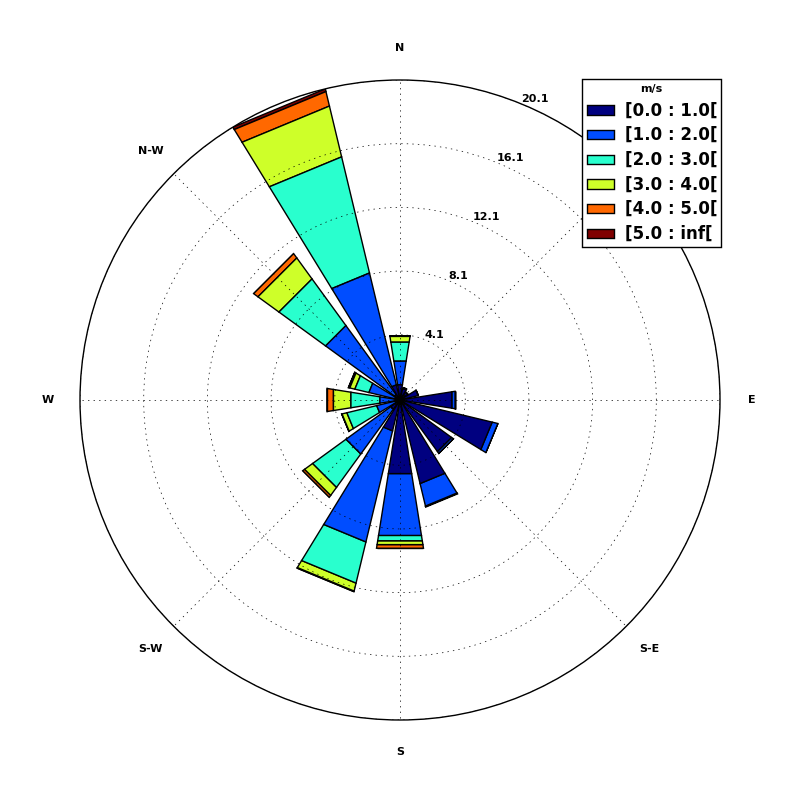 N
20.1
m/s
[0.0 : 1.0[
[1.0 : 2.0[
[2.0 : 3.0[
[3.0 : 4.0[
[4.0 : 5.0[
[5.0 : inf[
N-W
16.1
12.1
8.1
4.1
W
E
S-W
S-E
S